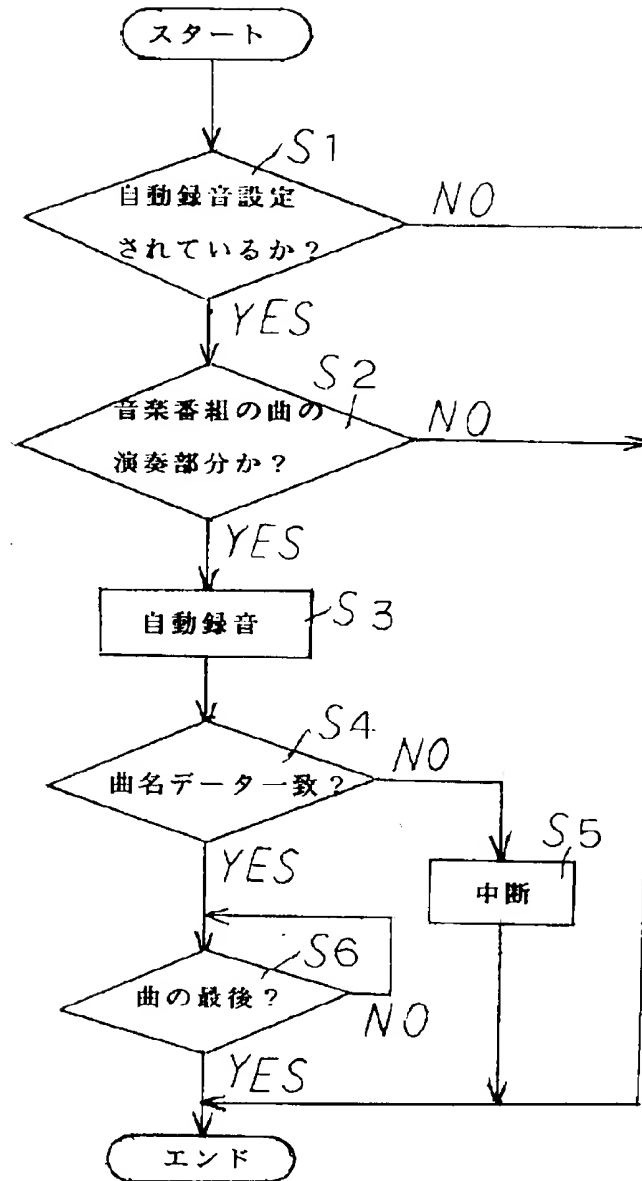 スタート
S1
自動録音設定
されているか?
NO
YES
S2
音楽番組の曲の
演奏部分か?
NO
YES
自動録音
S3
S4
曲名データ一致?
NO
YES
S5
中断
S6
曲の最後?
NO
YES
エンド